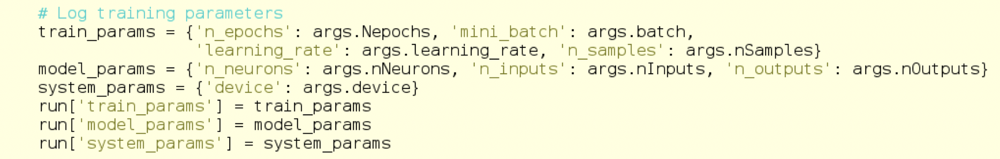 # Log training parameters
train_params = {'n_epochs': args.Nepochs, 'mini_batch': args.batch,
                'learning_rate': args.learning_rate, 'n_samples': args.nSamples}
model_params = {'n_neurons': args.nNeurons, 'n_inputs': args.nInputs, 'n_outputs': args.nOutputs}
system_params = {'device': args.device}
run['train_params'] = train_params
run['model_params'] = model_params
run['system_params'] = system_params